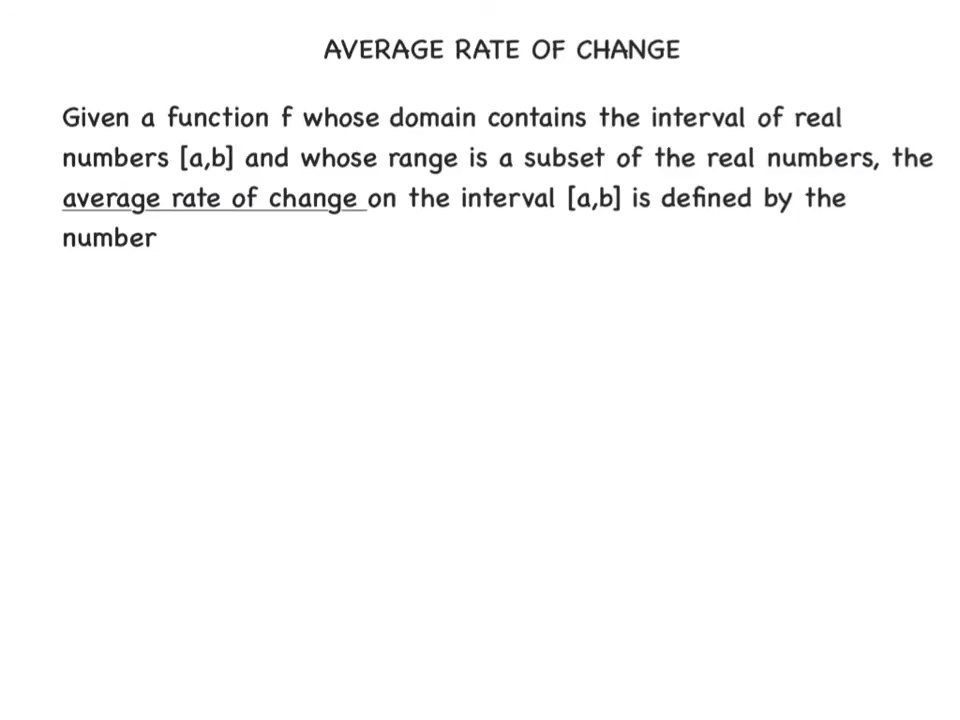 AVERAGE RATE OF CHANGE
Given a function f whose domain contains the interval of real
numbers [a,b] and whose range is a subset of the real numbers, the
average rate of change on the interval [a,b] is defined by the
number